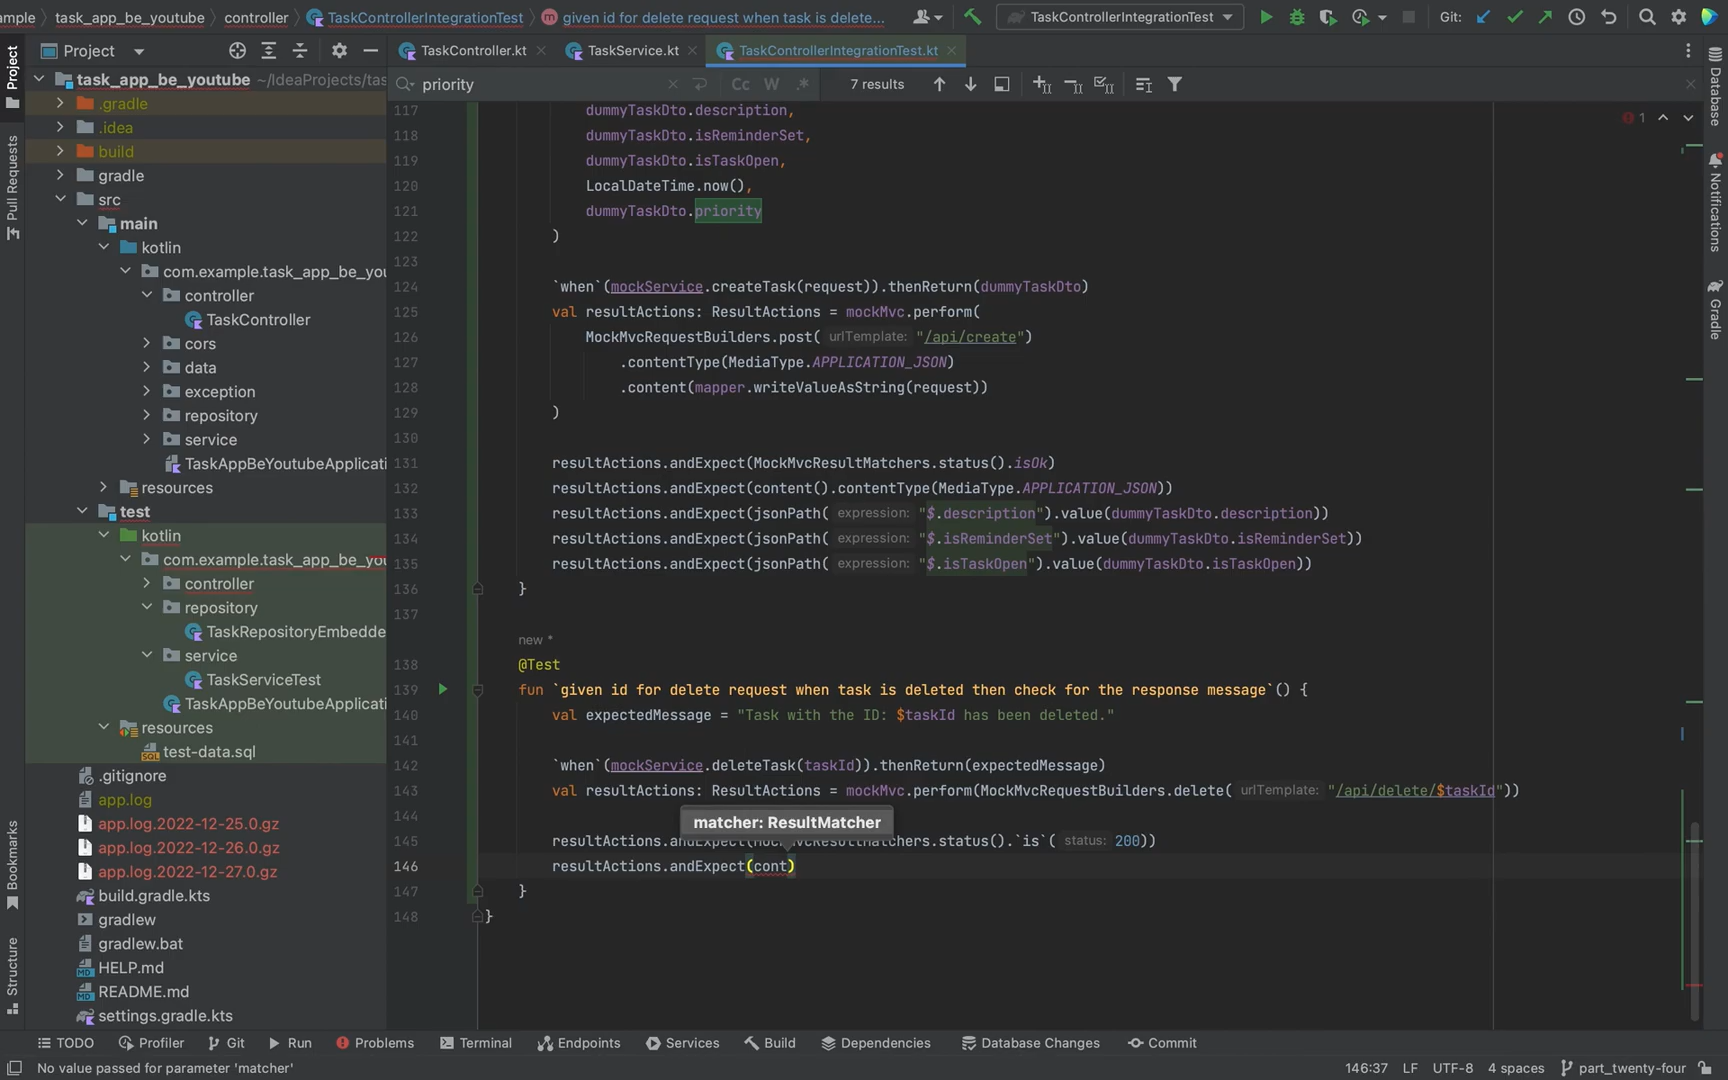 mple
task_app_be_youtube
controller
TaskControllerIntegrationTest
given id for delete request when task is delete...
TaskControllerIntegrationTest
Git:
Project
TaskController.kt
TaskService.kt
TaskControllerIntegrationTest.kt
priority
Cc
W
.*
7 results
task_app_be_youtube ~/IdeaProjects/tas
.gradle
.idea
build
gradle
src
main
kotlin
com.example.task_app_be_you
controller
TaskController
cors
data
exception
repository
service
TaskAppBeYoutubeApplicati
resources
test
kotlin
com.example.task_app_be_you
controller
repository
TaskRepositoryEmbedde
service
TaskServiceTest
TaskAppBeYoutubeApplicati
resources
test-data.sql
.gitignore
app.log
app.log.2022-12-25.0.gz
app.log.2022-12-26.0.gz
app.log.2022-12-27.0.gz
build.gradle.kts
gradlew
gradlew.bat
HELP.md
README.md
settings.gradle.kts
Project
Pull Requests
Bookmarks
Structure
117 dummyTaskDto.description,
118 dummyTaskDto.isReminderSet,
119 dummyTaskDto.isTaskOpen,
120 LocalDateTime.now(),
121 dummyTaskDto.priority
122 )
123
124 `when`(mockService.createTask(request)).thenReturn(dummyTaskDto)
125 val resultActions: ResultActions = mockMvc.perform(
126 MockMvcRequestBuilders.post( urlTemplate: "/api/create")
127 .contentType(MediaType.APPLICATION_JSON)
128 .content(mapper.writeValueAsString(request))
129 )
130
131 resultActions.andExpect(MockMvcResultMatchers.status().isOk)
132 resultActions.andExpect(content().contentType(MediaType.APPLICATION_JSON))
133 resultActions.andExpect(jsonPath( expression: "$.description").value(dummyTaskDto.description))
134 resultActions.andExpect(jsonPath( expression: "$.isReminderSet").value(dummyTaskDto.isReminderSet))
135 resultActions.andExpect(jsonPath( expression: "$.isTaskOpen").value(dummyTaskDto.isTaskOpen))
136 }
137
new *
138 @Test
139 fun `given id for delete request when task is deleted then check for the response message`() {
140 val expectedMessage = "Task with the ID: $taskId has been deleted."
141
142 `when`(mockService.deleteTask(taskId)).thenReturn(expectedMessage)
143 val resultActions: ResultActions = mockMvc.perform(MockMvcRequestBuilders.delete( urlTemplate: "/api/delete/$taskId"))
144
matcher: ResultMatcher
145 resultActions.andExpect(MockMvcResultMatchers.status().`is`( status: 200))
146 resultActions.andExpect(cont)
147 }
148 }
1
Database
Notifications
Gradle
TODO
Profiler
Git
Run
Problems
Terminal
Endpoints
Services
Build
Dependencies
Database Changes
Commit
No value passed for parameter 'matcher'
146:37
LF
UTF-8
4 spaces
part_twenty-four